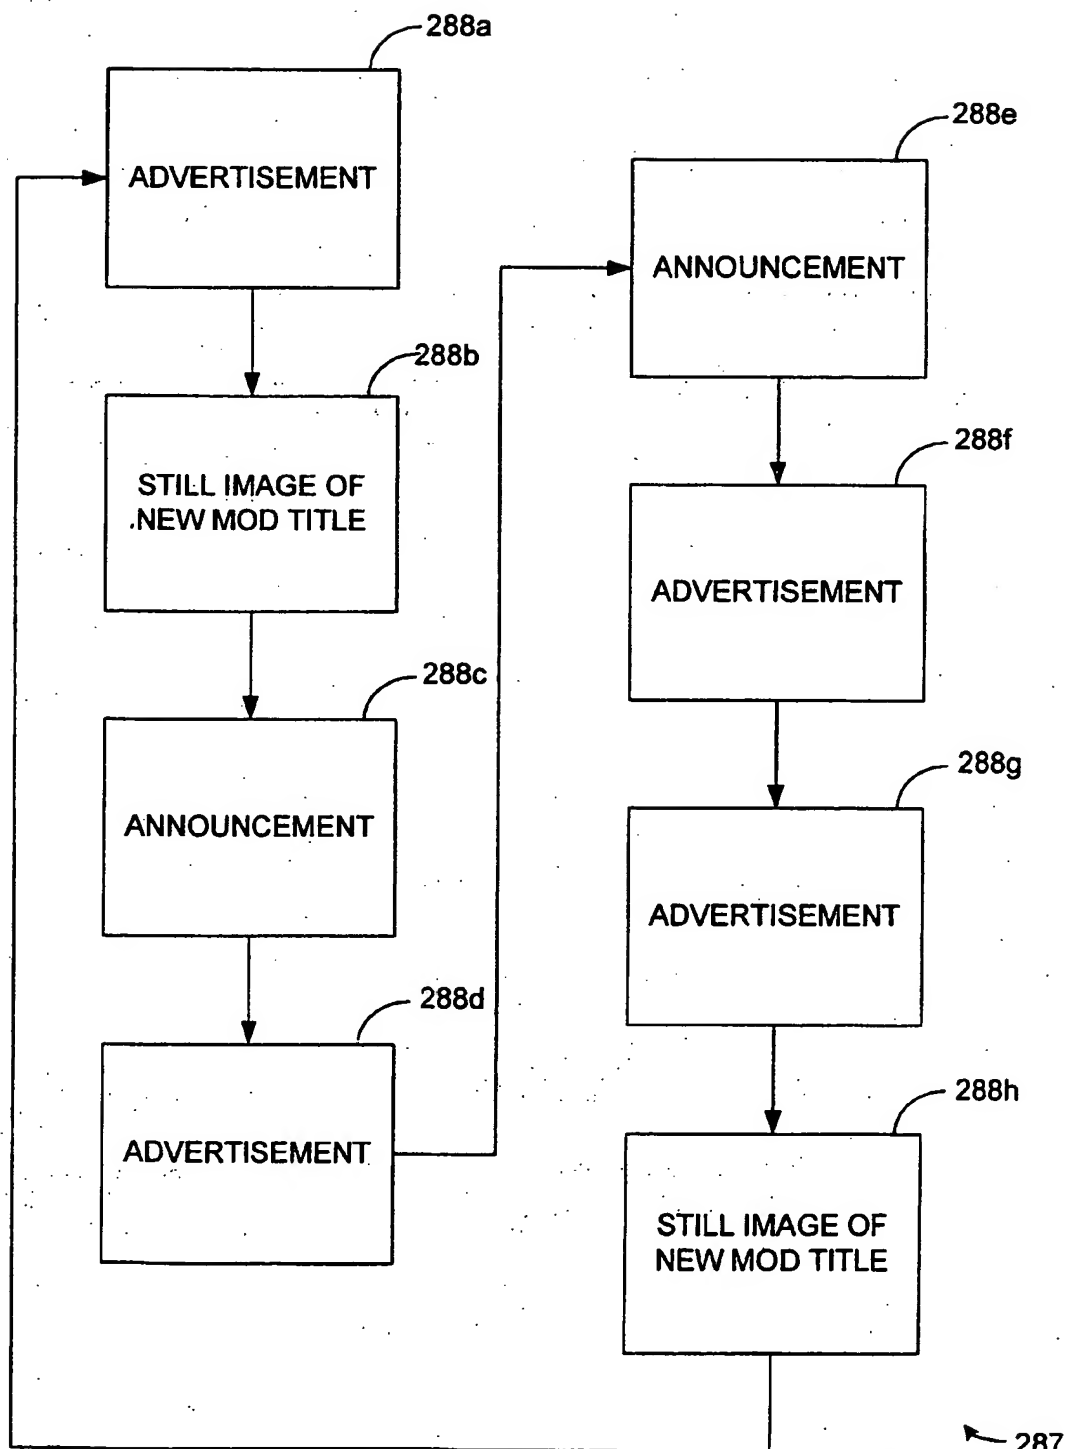 288a
ADVERTISEMENT
288b
STILL IMAGE OF
NEW MOD TITLE
288c
ANNOUNCEMENT
288d
ADVERTISEMENT
288e
ANNOUNCEMENT
288f
ADVERTISEMENT
288g
ADVERTISEMENT
288h
STILL IMAGE OF
NEW MOD TITLE
287